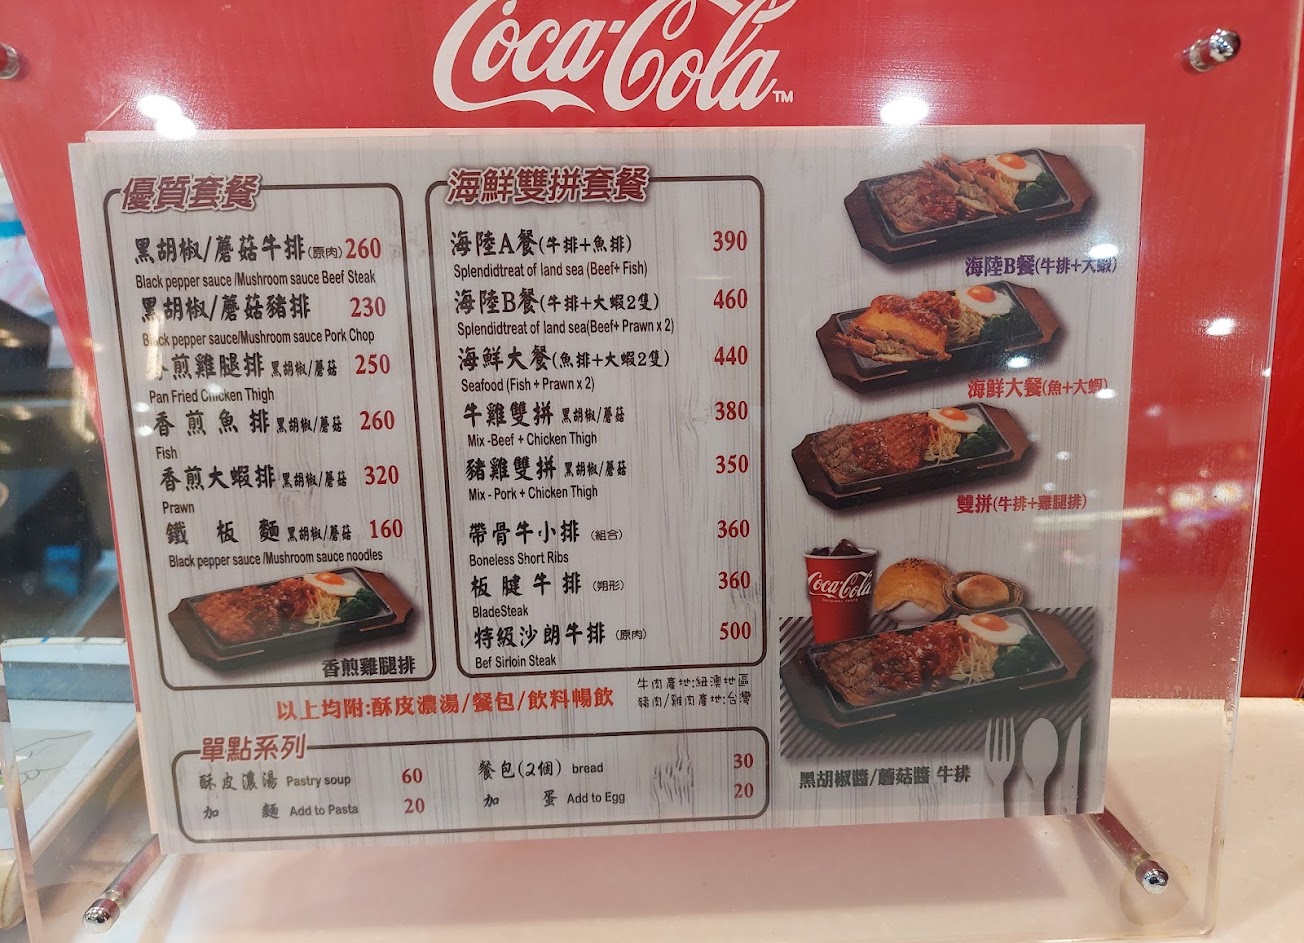 Coca-Cola™
優質套餐
黑胡椒/蘑菇牛排(原肉) 260
Black pepper sauce /Mushroom sauce Beef Steak
黑胡椒/蘑菇豬排 230
Black pepper sauce/Mushroom sauce Pork Chop
煎雞腿排 黑胡椒/蘑菇 250
Pan Fried Chicken Thigh
香煎魚排 黑胡椒/蘑菇 260
Fish
香煎大蝦排 黑胡椒/蘑菇 320
Prawn
鐵板麵 黑胡椒/蘑菇 160
Black pepper sauce /Mushroom sauce noodles
香煎雞腿排
海鮮雙拼套餐
海陸A餐(牛排+魚排) 390
Splendidtreat of land sea (Beef+ Fish)
海陸B餐(牛排+大蝦2隻) 460
Splendidtreat of land sea(Beef+ Prawn x 2)
海鮮大餐(魚排+大蝦2隻) 440
Seafood (Fish + Prawn x 2)
牛雞雙拼 黑胡椒/蘑菇 380
Mix -Beef + Chicken Thigh
豬雞雙拼 黑胡椒/蘑菇 350
Mix - Pork + Chicken Thigh
帶骨牛小排 (組合) 360
Boneless Short Ribs
板腱牛排 (朔形) 360
BladeSteak
特級沙朗牛排 (原肉) 500
Bef Sirloin Steak
以上均附:酥皮濃湯/餐包/飲料暢飲
牛肉產地:紐澳地區
豬肉/雞肉產地:台灣
單點系列
酥皮濃湯 Pastry soup 60
餐包(2個) bread 30
加麵 Add to Pasta 20
加蛋 Add to Egg 20
海陸B餐(牛排+大蝦)
海鮮大餐(魚+大蝦)
雙拼(牛排+雞腿排)
Coca-Cola
黑胡椒醬/蘑菇醬 牛排